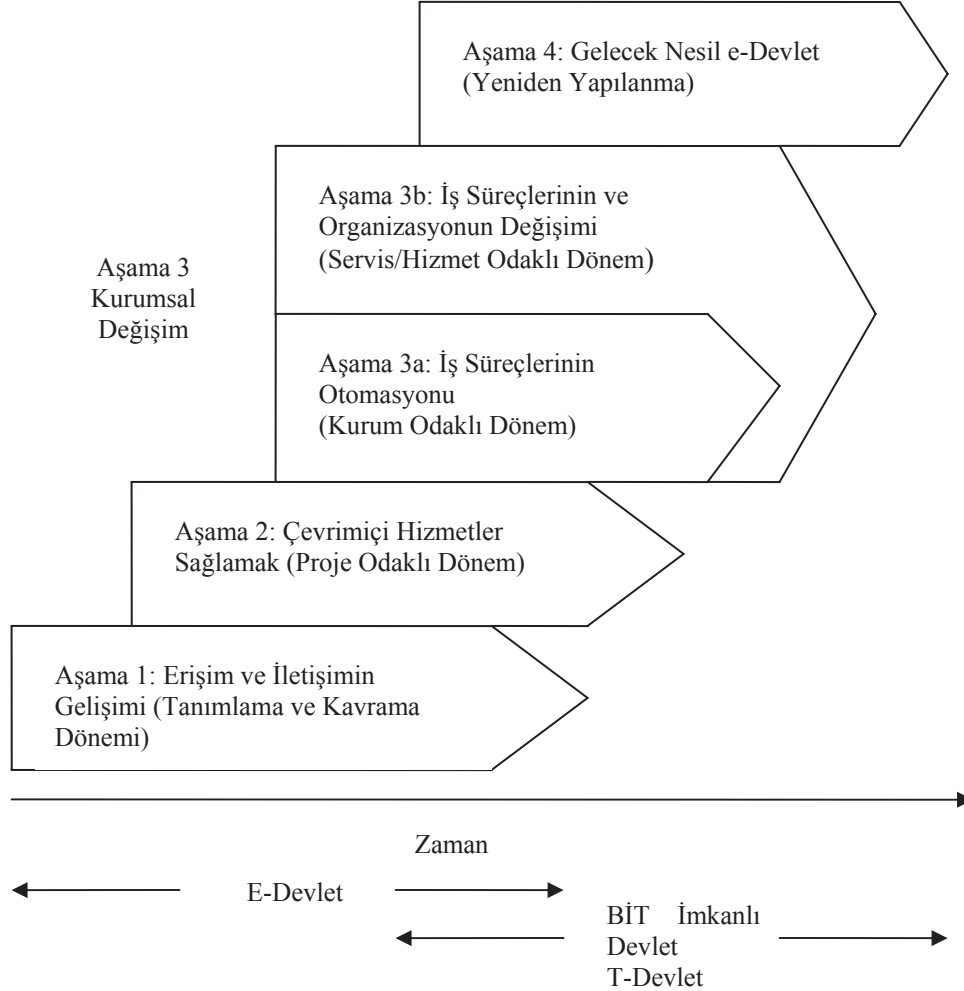 Aşama 4: Gelecek Nesil e-Devlet
(Yeniden Yapılanma)
Aşama 3b: İş Süreçlerinin ve
Organizasyonun Değişimi
(Servis/Hizmet Odaklı Dönem)
Aşama 3
Kurumsal
Değişim
Aşama 3a: İş Süreçlerinin
Otomasyonu
(Kurum Odaklı Dönem)
Aşama 2: Çevrimiçi Hizmetler
Sağlamak (Proje Odaklı Dönem)
Aşama 1: Erişim ve İletişimin
Gelişimi (Tanımlama ve Kavrama
Dönemi)
Zaman
E-Devlet
BİT İmkanlı
Devlet
T-Devlet